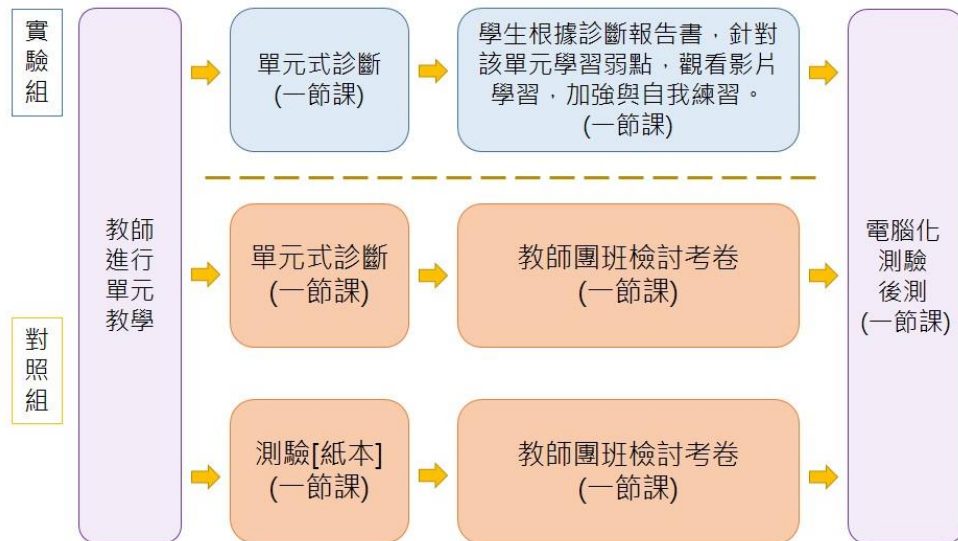 實
驗
組
教師
進行
單元
教學
單元式診斷
(一節課)
學生根據診斷報告書，針對
該單元學習弱點，觀看影片
學習，加強與自我練習。
(一節課)
對
照
組
單元式診斷
(一節課)
教師團班檢討考卷
(一節課)
測驗[紙本]
(一節課)
教師團班檢討考卷
(一節課)
電腦化
測驗
後測
(一節課)